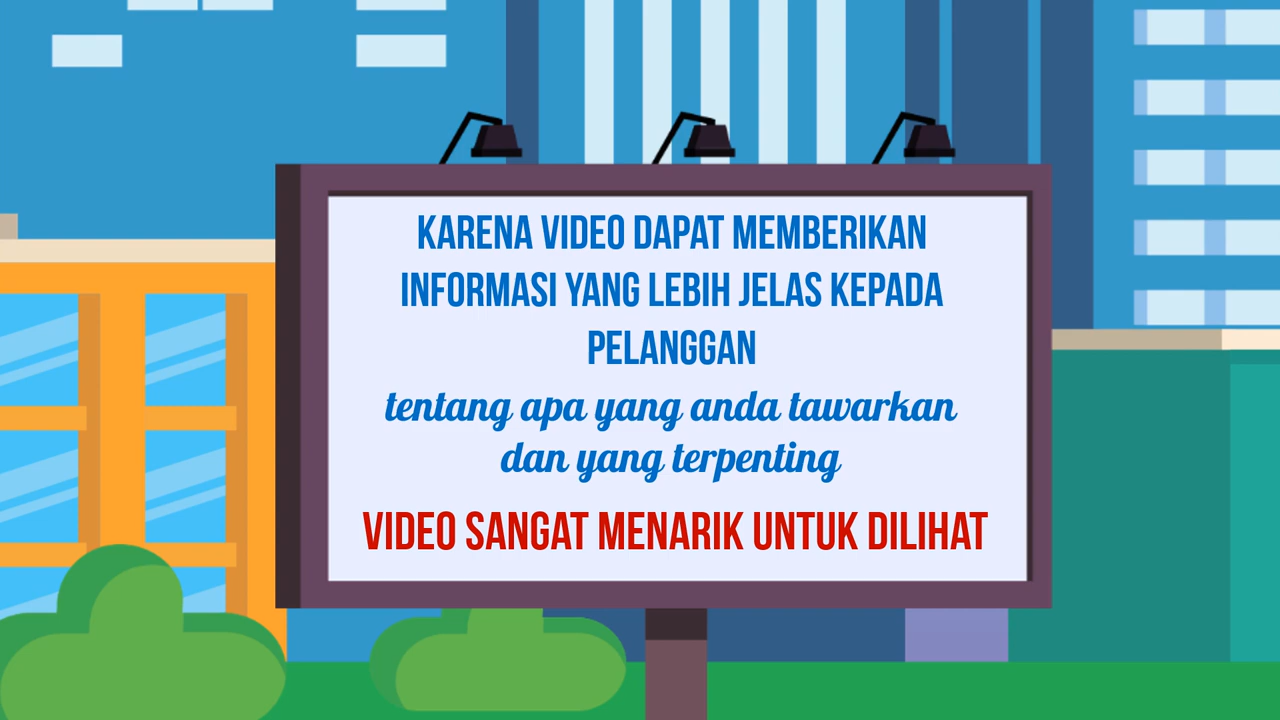 KARENA VIDEO DAPAT MEMBERIKAN
INFORMASI YANG LEBIH JELAS KEPADA
PELANGGAN
tentang apa yang anda tawarkan
dan yang terpenting
VIDEO SANGAT MENARIK UNTUK DILIHAT